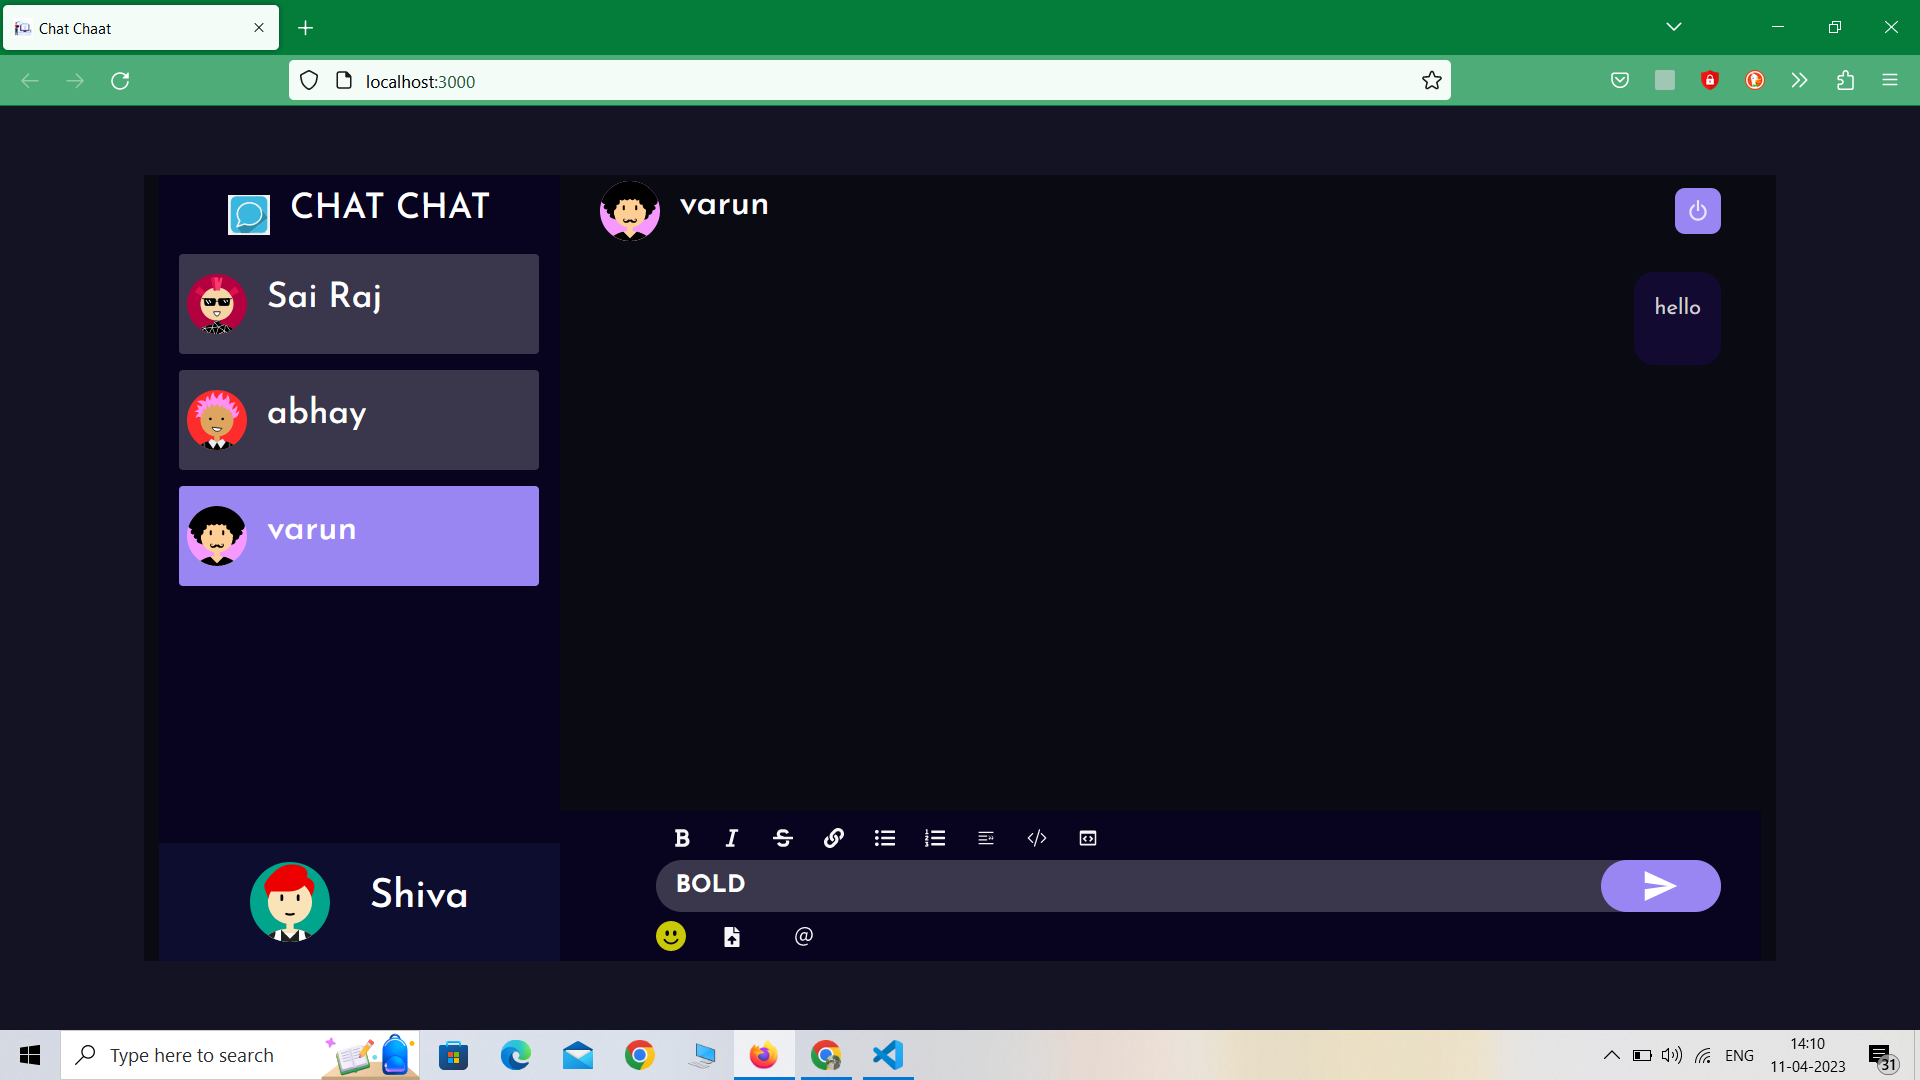 Chat Chaat
localhost:3000
CHAT CHAT
Sai Raj
abhay
varun
Shiva
varun
hello
BOLD
@
Type here to search
ENG
14:10
11-04-2023
31